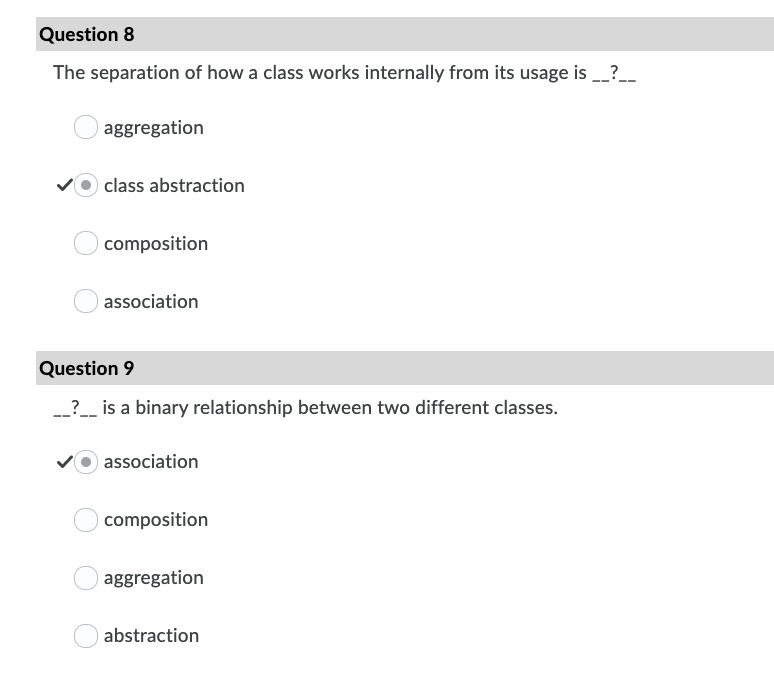 Question 8
The separation of how a class works internally from its usage is __?__
aggregation
class abstraction
composition
association
Question 9
__?__ is a binary relationship between two different classes.
association
composition
aggregation
abstraction